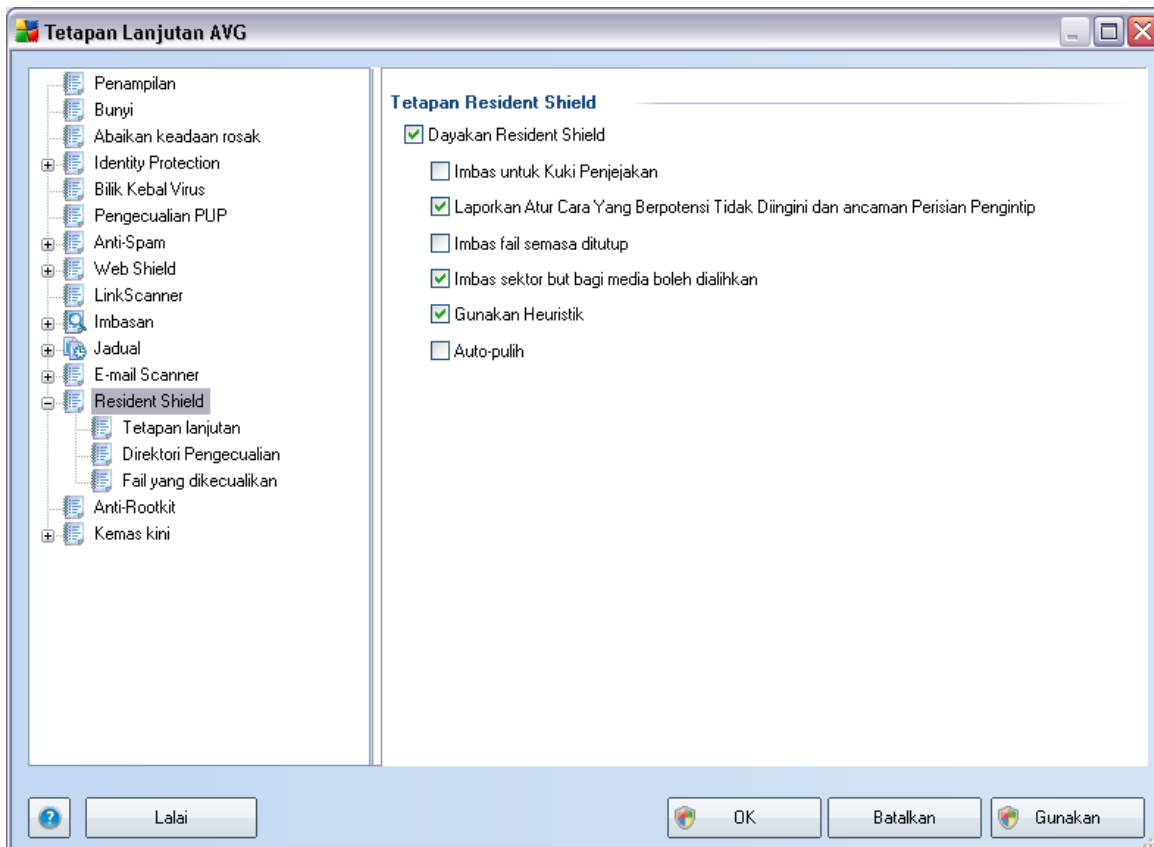 Tetapan Lanjutan AVG
Penampilan
Bunyi
Abaikan keadaan rosak
Identity Protection
Bilik Kebal Virus
Pengecualian PUP
Anti-Spam
Web Shield
LinkScanner
Imbasan
Jadual
E-mail Scanner
Resident Shield
Tetapan lanjutan
Direktori Pengecualian
Fail yang dikecualikan
Anti-Rootkit
Kemas kini
Tetapan Resident Shield
Dayakan Resident Shield
Imbas untuk Kuki Penjejakan
Laporkan Atur Cara Yang Berpotensi Tidak Diingini dan ancaman Perisian Pengintip
Imbas fail semasa ditutup
Imbas sektor but bagi media boleh dialihkan
Gunakan Heuristik
Auto-pulih
Lalai
OK
Batalkan
Gunakan